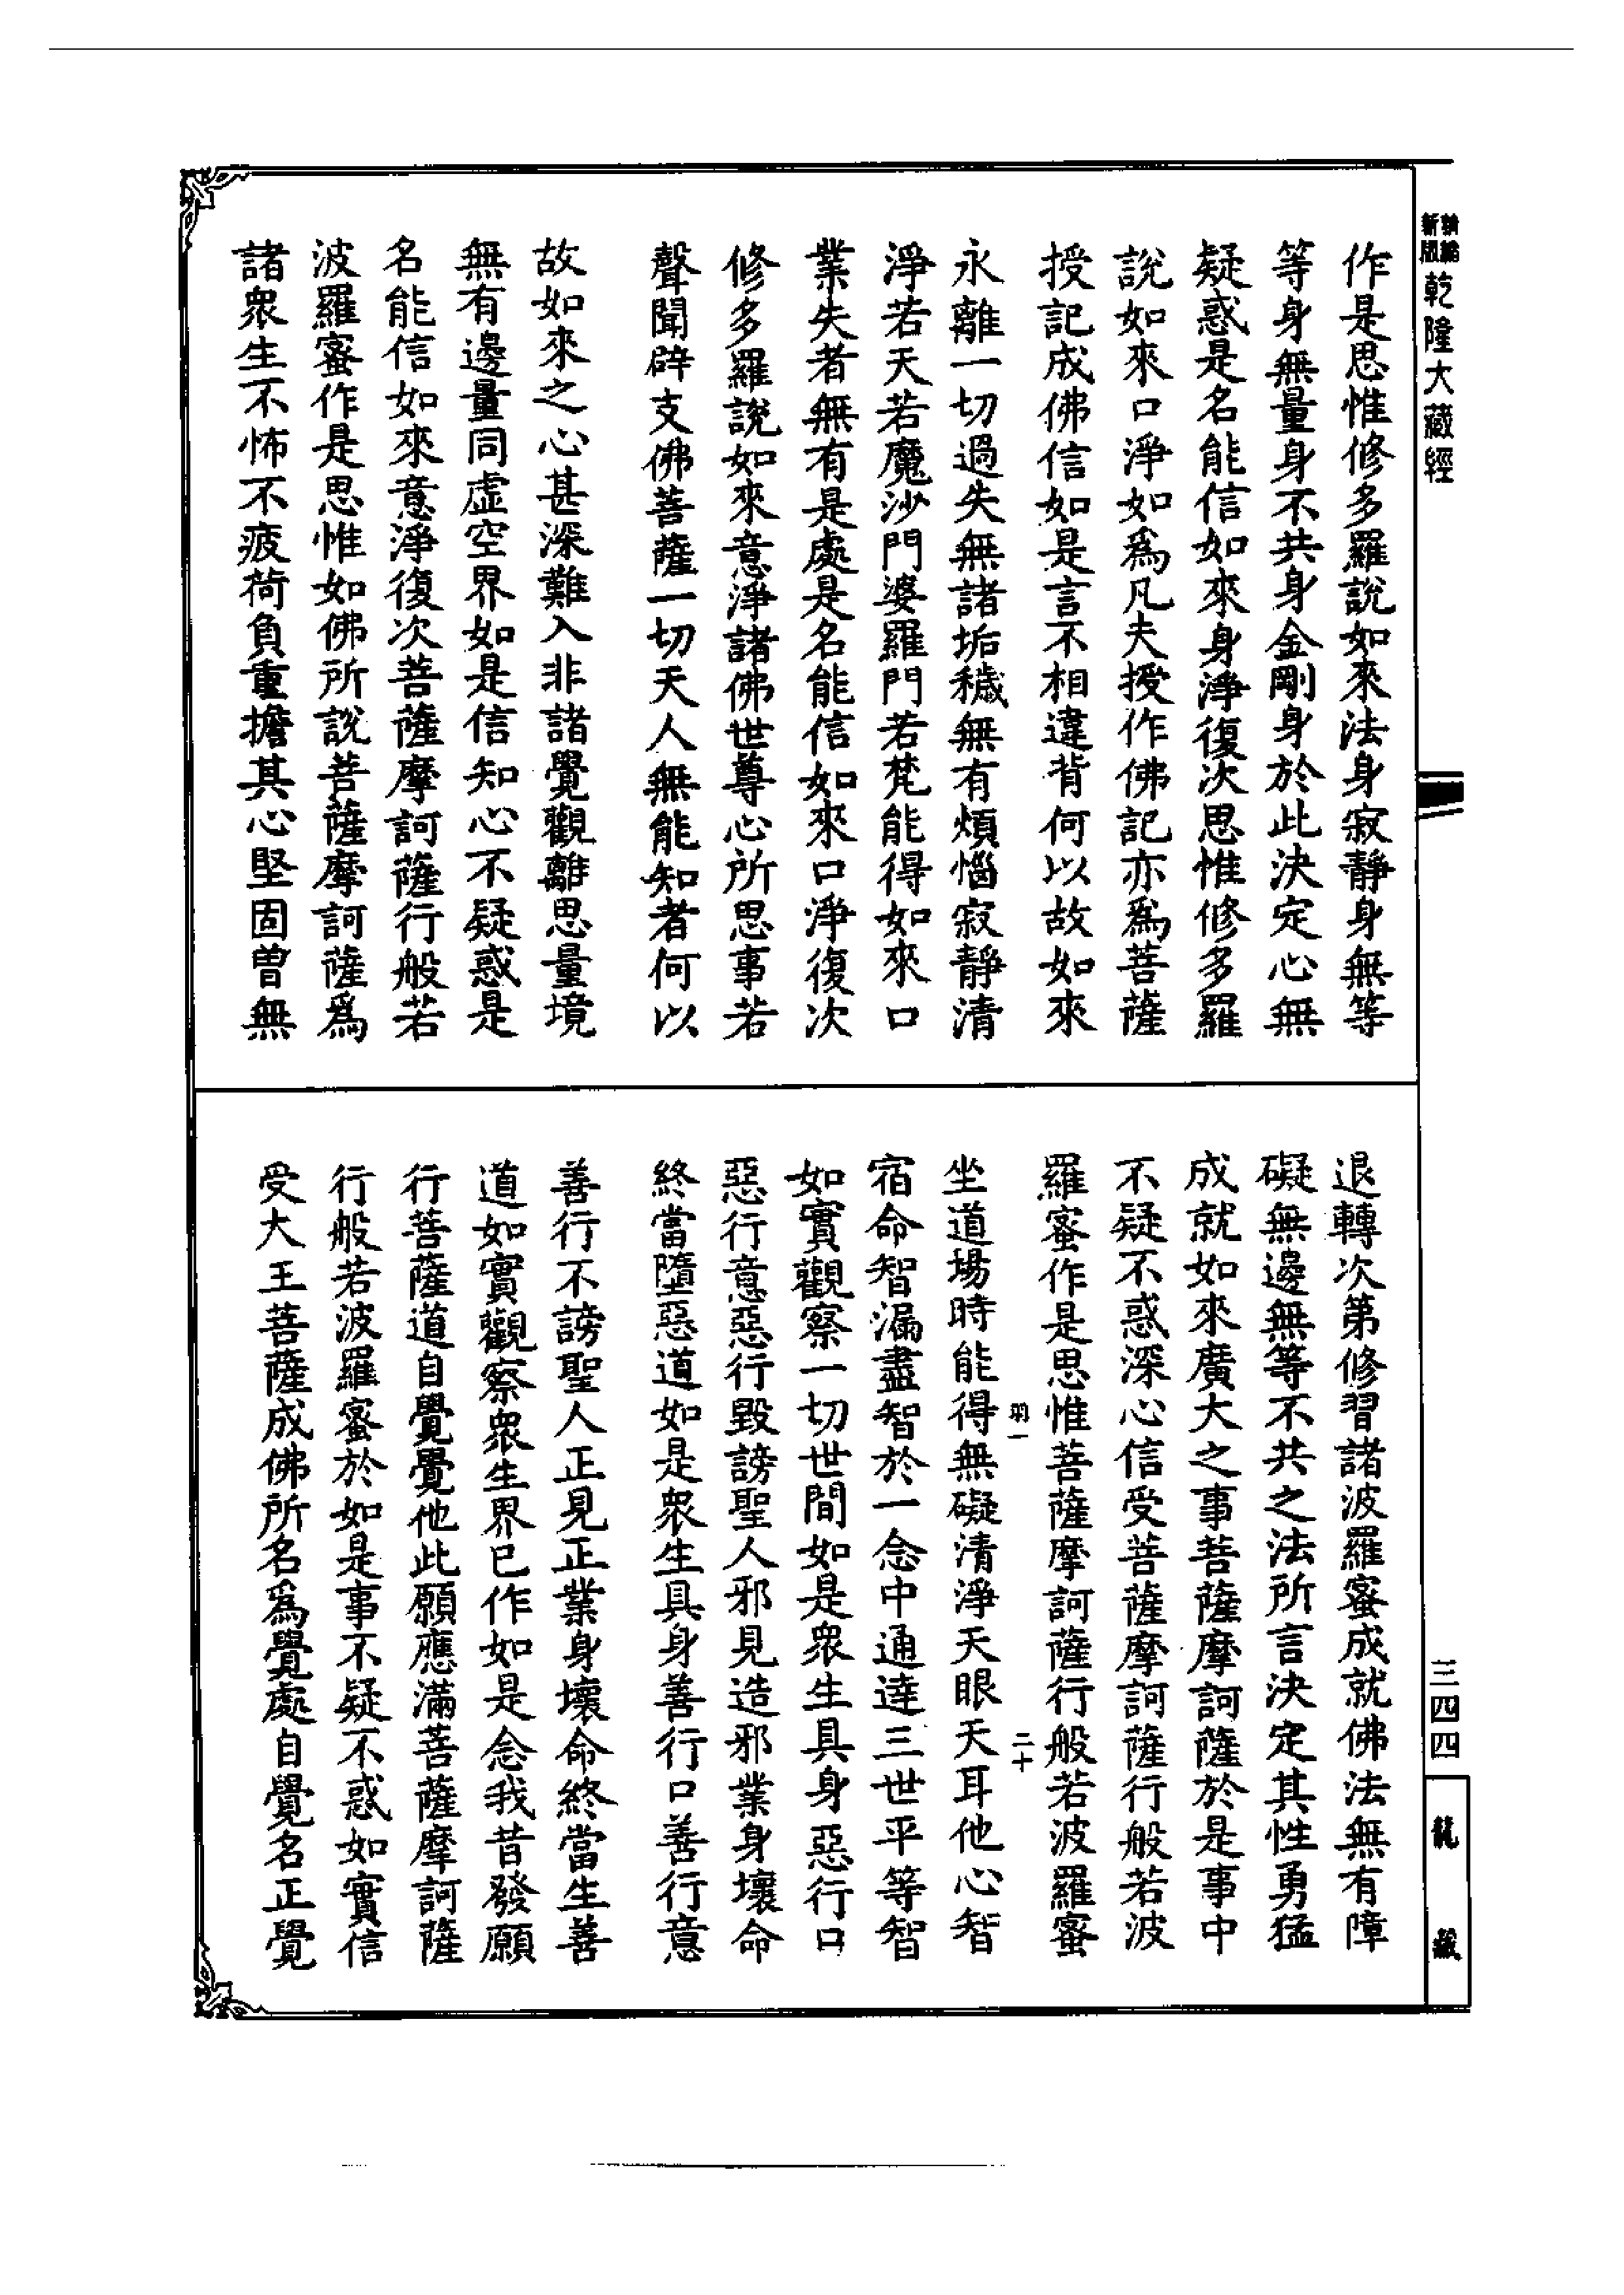 新編縮版 乾隆大藏經
作是思惟修多羅說如來法身寂靜身無等
等身無量身不共身金剛身於此決定心無
疑惑是名能信如來身淨復次思惟修多羅
說如來口淨如爲凡夫授作佛記亦爲菩薩
授記成佛信如是言不相違背何以故如來
永離一切過失無諸垢穢無有煩惱寂靜清
淨若天若魔沙門婆羅門若梵能得如來口
業失者無有是處是名能信如來口淨復次
修多羅說如來意淨諸佛世尊心所思事若
聲聞辟支佛菩薩一切天人無能知者何以
故如來之心甚深難入非諸覺觀離思量境
無有邊量同虛空界如是信知心不疑惑是
名能信如來意淨復次菩薩摩訶薩行般若
波羅蜜作是思惟如佛所說菩薩摩訶薩爲
諸衆生不怖不疲荷負重擔其心堅固曾無
退轉次第修習諸波羅蜜成就佛法無有障
礙無邊無等不共之法所言決定其性勇猛
成就如來廣大之事菩薩摩訶薩於是事中
不疑不惑深心信受菩薩摩訶薩行般若波
羅蜜作是思惟菩薩摩訶薩行般若波羅蜜
羽一 二十
坐道場時能得無礙清淨天眼天耳他心智
宿命智漏盡智於一念中通達三世平等智
如實觀察一切世間如是衆生具身惡行口
惡行意惡行毀謗聖人邪見造邪業身壞命
終當墮惡道如是衆生具身善行口善行意
善行不謗聖人正見正業身壞命終當生善
道如實觀察衆生界已作如是念我昔發願
行菩薩道自覺覺他此願應滿菩薩摩訶薩
行般若波羅蜜於如是事不疑不惑如實信
受大王菩薩成佛所名爲覺處自覺名正覺
三四四
龍藏